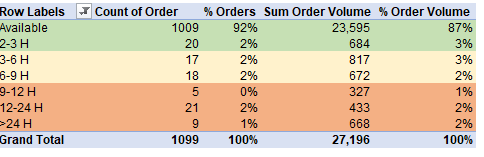 Row Labels Count of Order % Orders Sum Order Volume % Order Volume
Available 1009 92% 23,595 87%
2-3 H 20 2% 684 3%
3-6 H 17 2% 817 3%
6-9 H 18 2% 672 2%
9-12 H 5 0% 327 1%
12-24 H 21 2% 433 2%
>24 H 9 1% 668 2%
Grand Total 1099 100% 27,196 100%